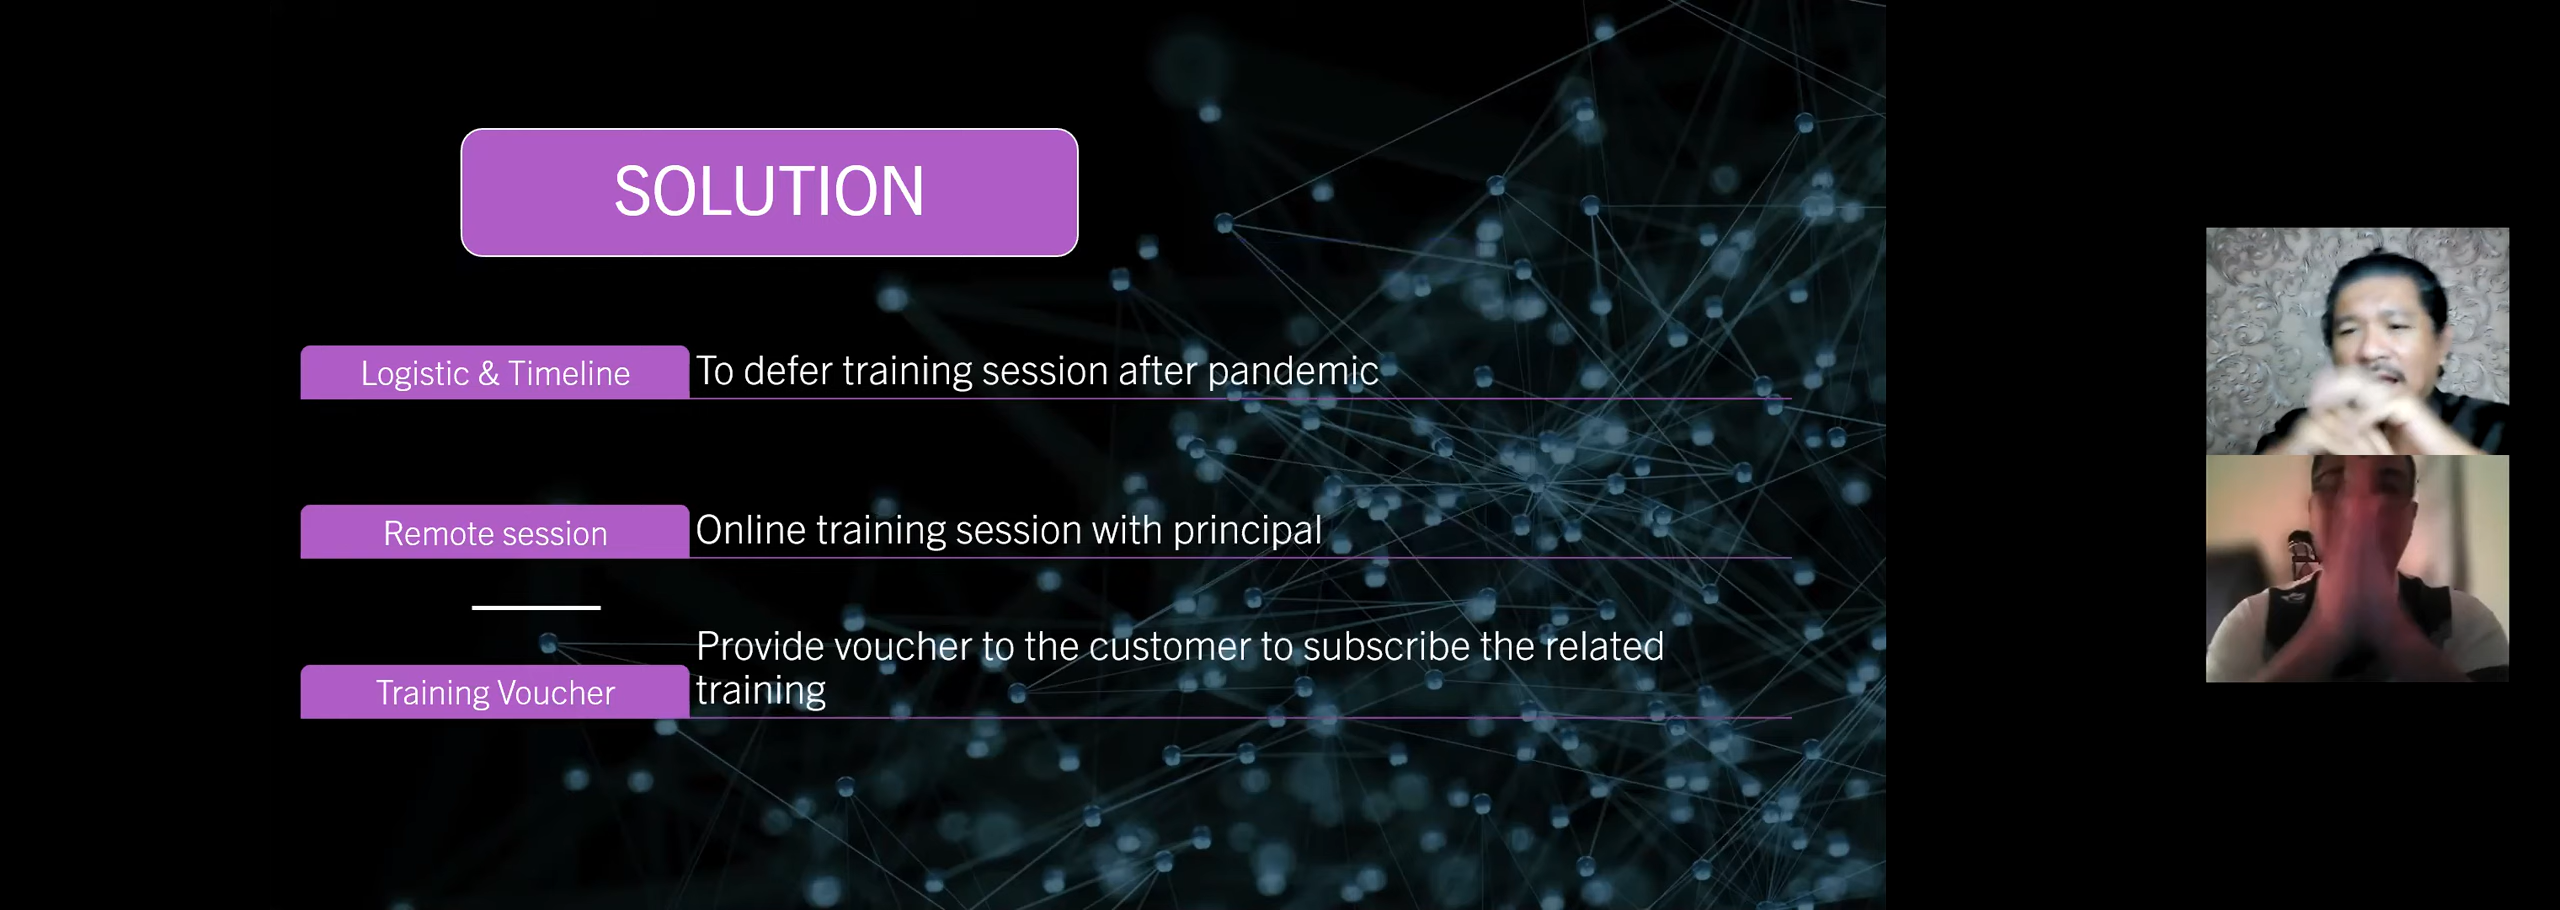 SOLUTION
Logistic & Timeline
To defer training session after pandemic
Remote session
Online training session with principal
Training Voucher
Provide voucher to the customer to subscribe the related
training